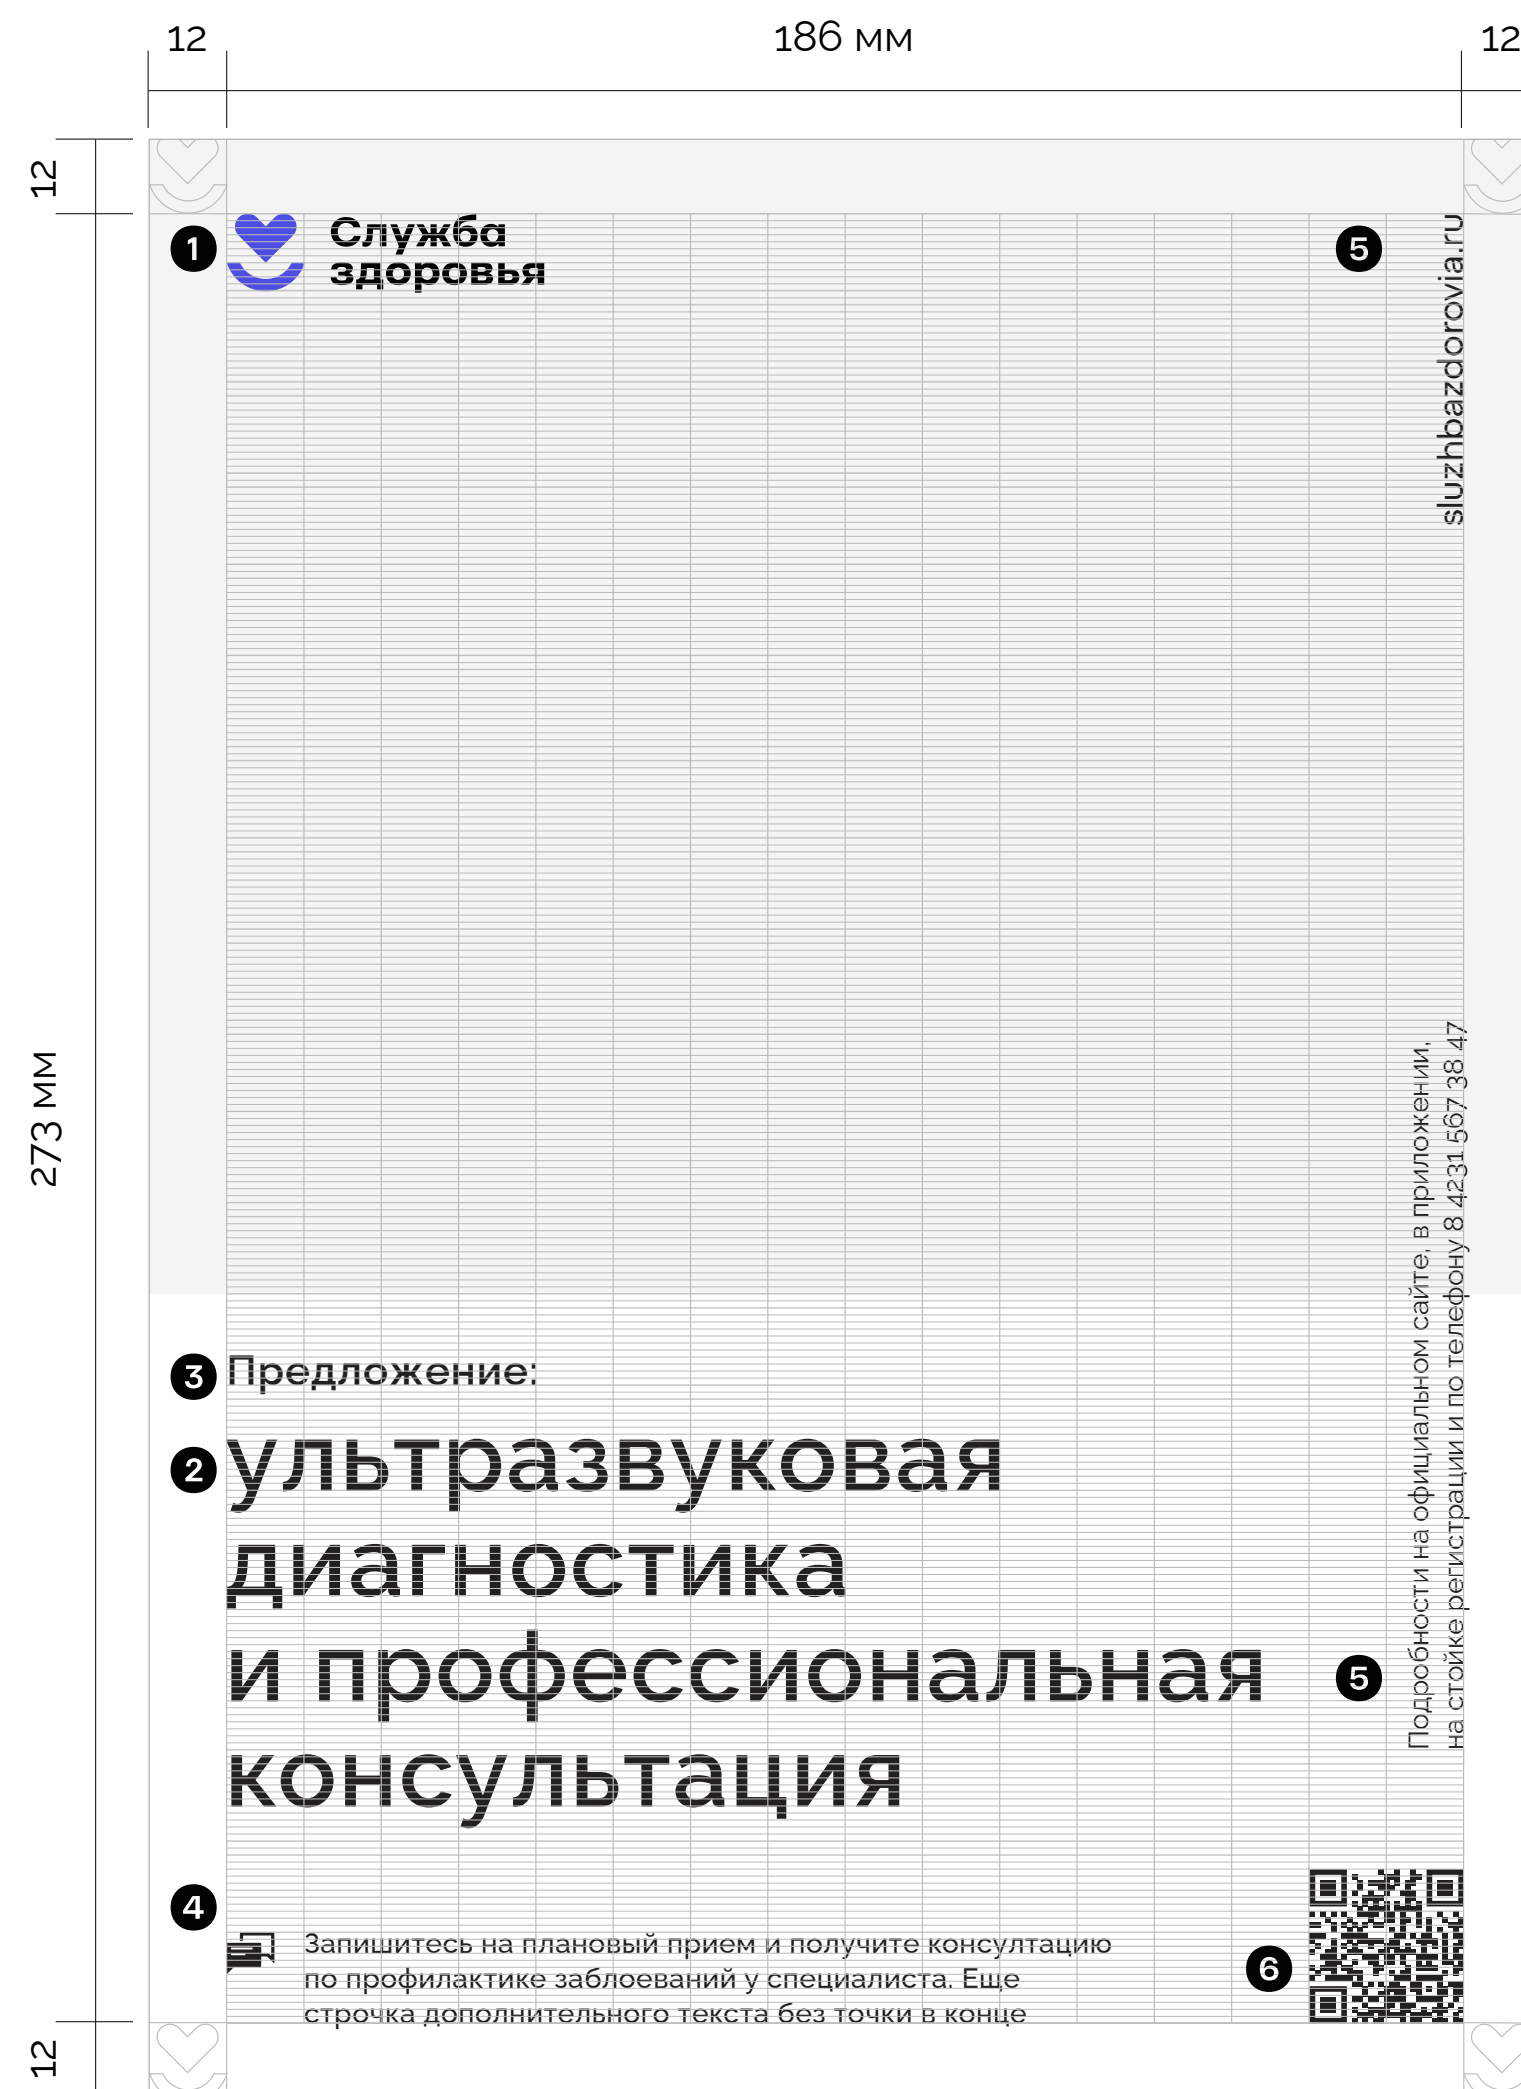 12
186 мм
12
12
1
Служба
здоровья
5
sluzhbazdorovia.ru
273 мм
3
Предложение:
2
ультразвуковая
диагностика
и профессиональная
консультация
5
Подробности на официальном сайте, в приложении,
на стойке регистрации и по телефону 8 4231 567 38 47
4
Запишитесь на плановый прием и получите консултацию
по профилактике заблоеваний у специалиста. Еще
строчка дополнительного текста без точки в конце
6
12